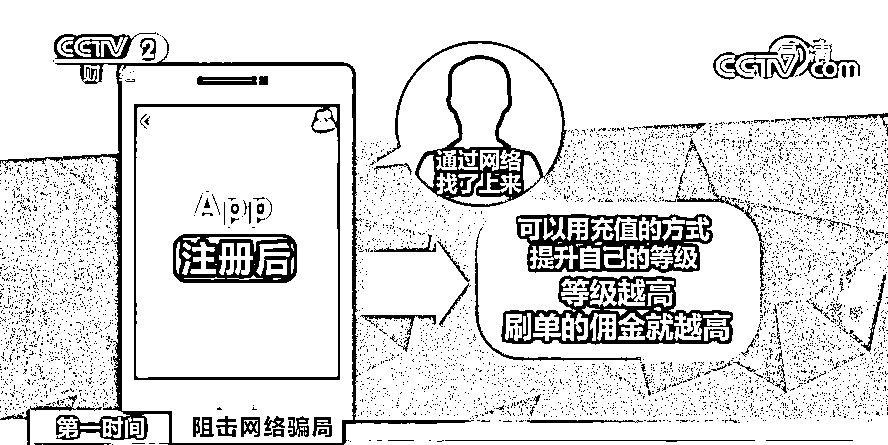 CCTV 2
财经
高清
CCTV.com
通过网络
找了上来
App
注册后
可以用充值的方式
提升自己的等级
等级越高
刷单的佣金就越高
第一时间
阻击网络骗局